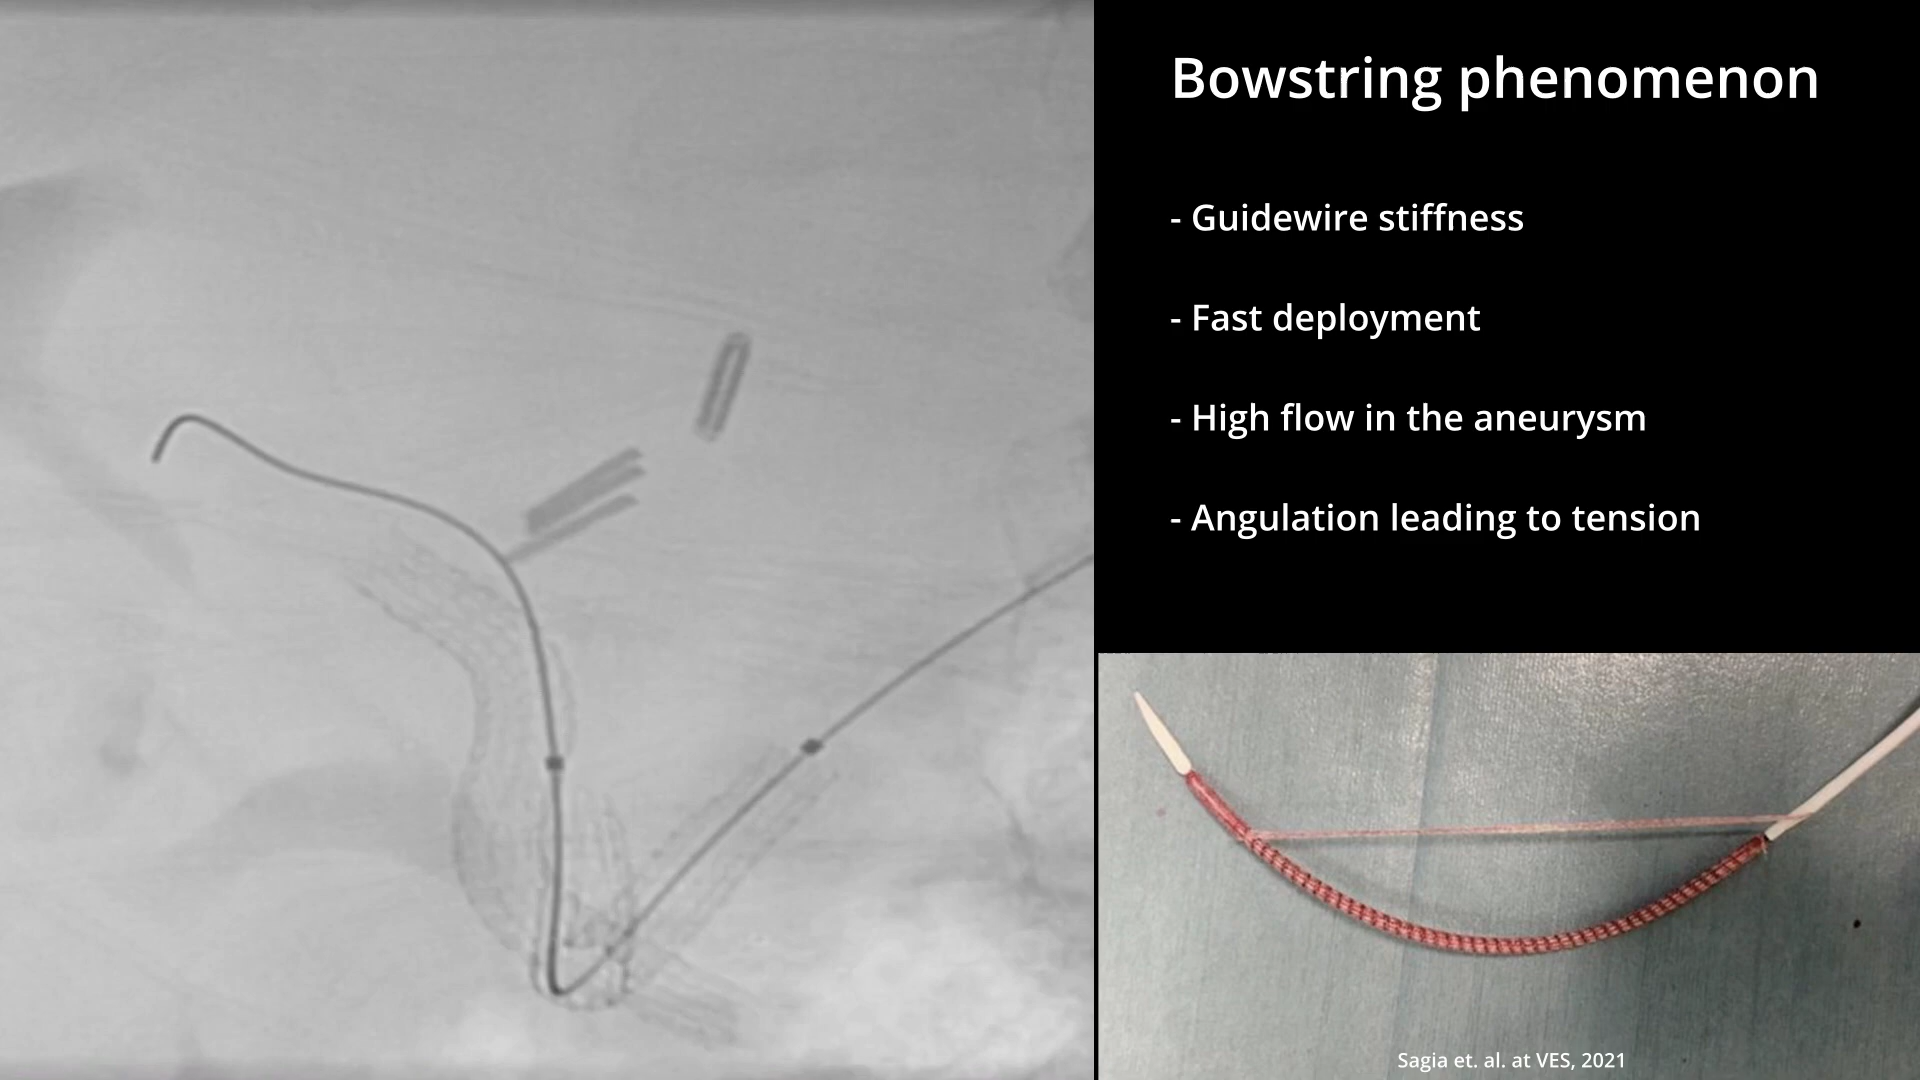 Bowstring phenomenon
- Guidewire stiffness
- Fast deployment
- High flow in the aneurysm
- Angulation leading to tension
Sagia et. al. at VES, 2021